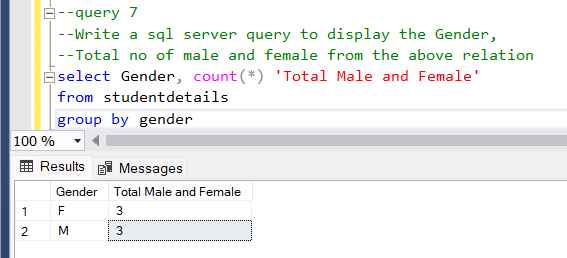 --query 7
--Write a sql server query to display the Gender,
--Total no of male and female from the above relation
select Gender, count(*) 'Total Male and Female'
from studentdetails
group by gender
100 %
Results Messages
Gender Total Male and Female
1 F 3
2 M 3